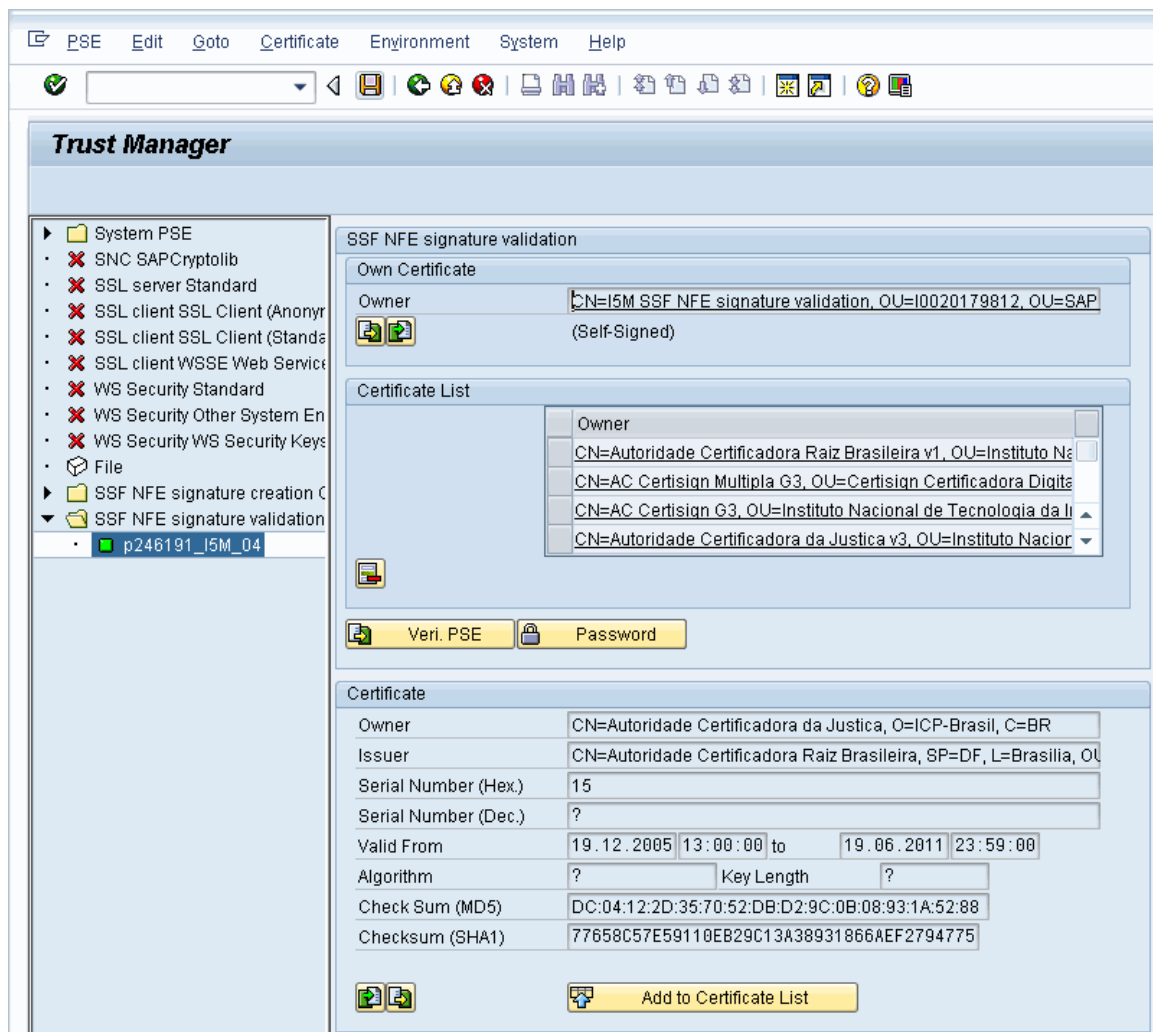 PSE Edit Goto Certificate Environment System Help
Trust Manager
System PSE
SNC SAPCryptolib
SSL server Standard
SSL client SSL Client (Anonyr
SSL client SSL Client (Standa
SSL client WSSE Web Service
WS Security Standard
WS Security Other System En
WS Security WS Security Keys
File
SSF NFE signature creation C
SSF NFE signature validation
p246191_I5M_04
SSF NFE signature validation
Own Certificate
Owner CN=I5M SSF NFE signature validation, OU=I0020179812, OU=SAP
(Self-Signed)
Certificate List
Owner
CN=Autoridade Certificadora Raiz Brasileira v1, OU=Instituto Na
CN=AC Certisign Multipla G3, OU=Certisign Certificadora Digita
CN=AC Certisign G3, OU=Instituto Nacional de Tecnologia da I
CN=Autoridade Certificadora da Justica v3, OU=Instituto Nacior
Veri. PSE Password
Certificate
Owner CN=Autoridade Certificadora da Justica, O=ICP-Brasil, C=BR
Issuer CN=Autoridade Certificadora Raiz Brasileira, SP=DF, L=Brasilia, OU
Serial Number (Hex.) 15
Serial Number (Dec.) ?
Valid From 19.12.2005 13:00:00 to 19.06.2011 23:59:00
Algorithm ? Key Length ?
Check Sum (MD5) DC:04:12:2D:35:70:52:DB:D2:9C:0B:08:93:1A:52:88
Checksum (SHA1) 77658C57E59110EB29C13A38931866AEF2794775
Add to Certificate List